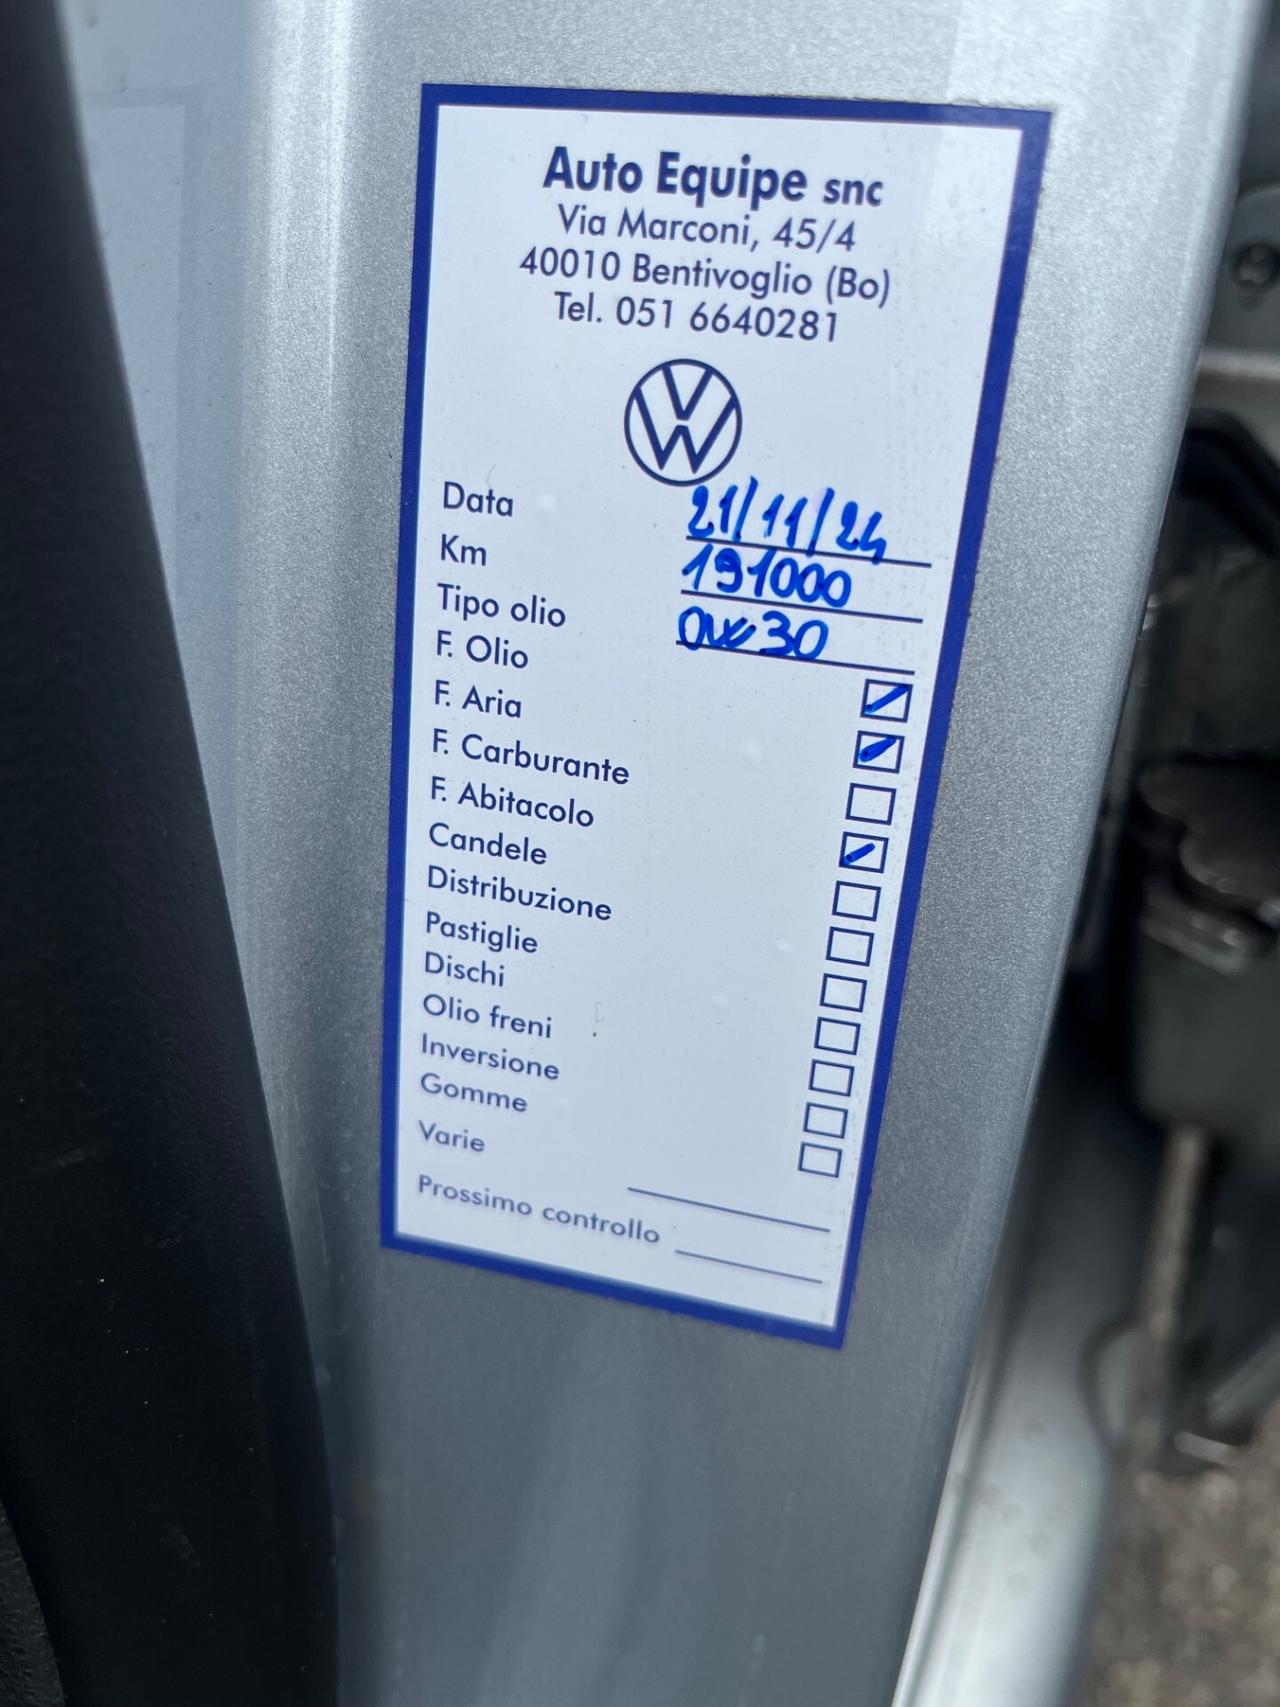 Auto Equipe snc
Via Marconi, 45/4
40010 Bentivoglio (Bo)
Tel. 051 6640281
VW
Data 21/11/24
Km 191000
Tipo olio 0w30
F. Olio
F. Aria
F. Carburante
F. Abitacolo
Candele
Distribuzione
Pastiglie
Dischi
Olio freni
Inversione
Gomme
Varie
Prossimo controllo